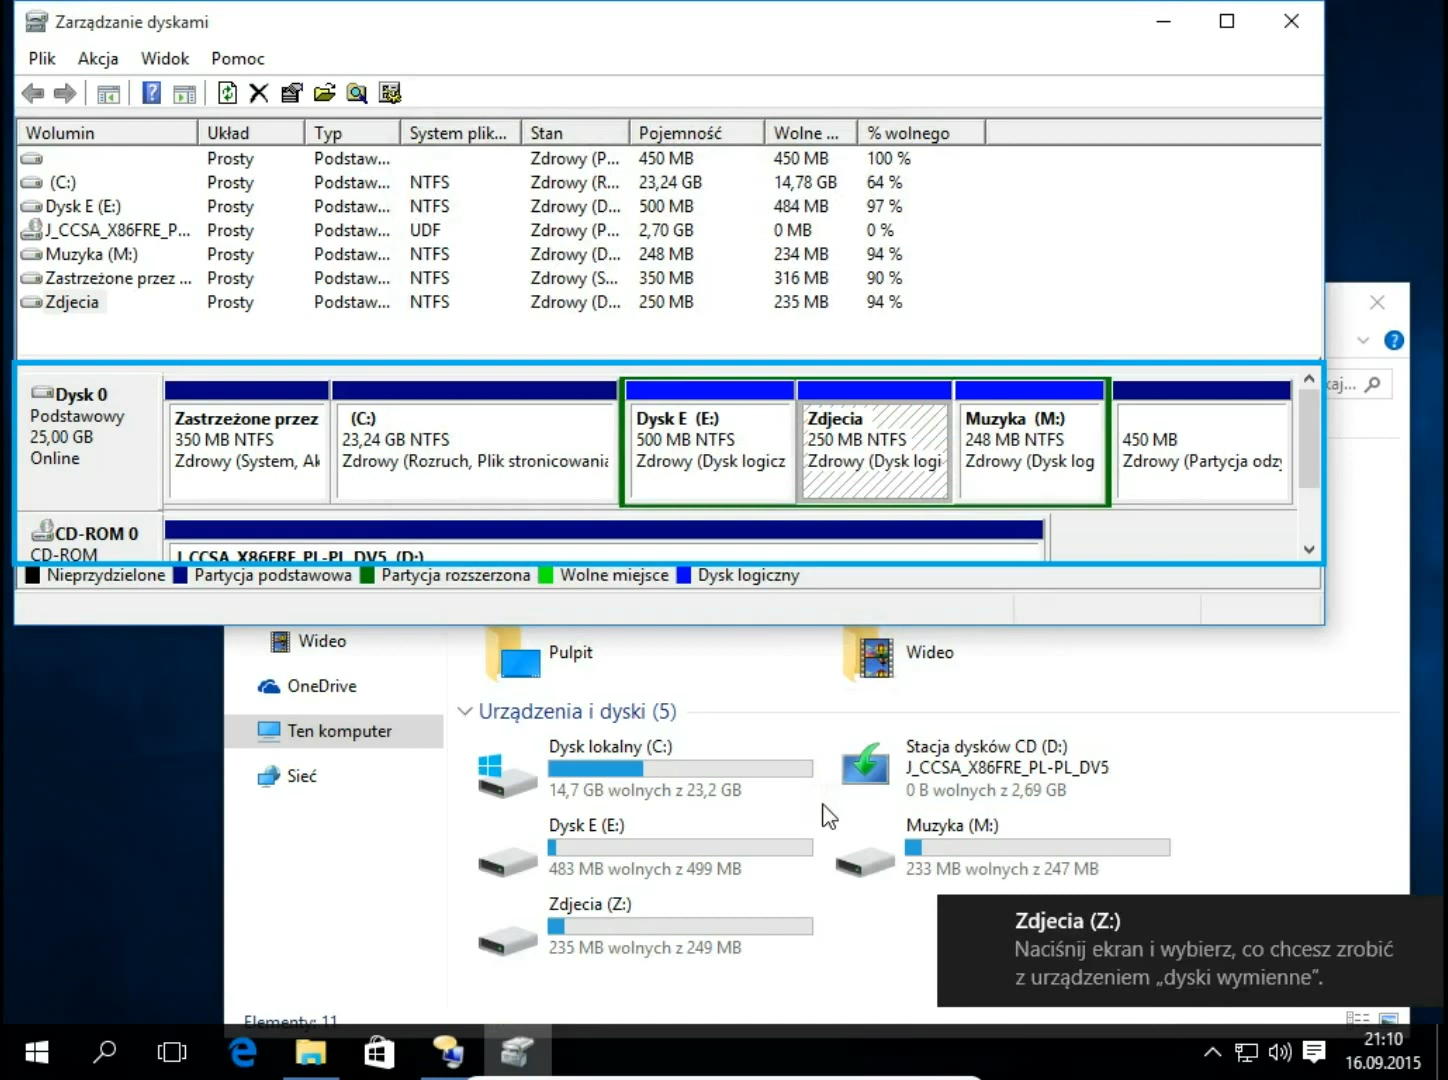 Zarządzanie dyskami
Plik Akcja Widok Pomoc
Wolumin Układ Typ System plik... Stan Pojemność Wolne ... % wolnego
Prosty Podstaw... Zdrowy (P... 450 MB 450 MB 100 %
(C:) Prosty Podstaw... NTFS Zdrowy (R... 23,24 GB 14,78 GB 64 %
Dysk E (E:) Prosty Podstaw... NTFS Zdrowy (D... 500 MB 484 MB 97 %
J_CCSA_X86FRE_P... Prosty Podstaw... UDF Zdrowy (P... 2,70 GB 0 MB 0 %
Muzyka (M:) Prosty Podstaw... NTFS Zdrowy (D... 248 MB 234 MB 94 %
Zastrzeżone przez ... Prosty Podstaw... NTFS Zdrowy (S... 350 MB 316 MB 90 %
Zdjecia Prosty Podstaw... NTFS Zdrowy (D... 250 MB 235 MB 94 %
kaj...
Dysk 0
Podstawowy
25,00 GB
Online
Zastrzeżone przez
350 MB NTFS
Zdrowy (System, Ak
(C:)
23,24 GB NTFS
Zdrowy (Rozruch, Plik stronicowania
Dysk E (E:)
500 MB NTFS
Zdrowy (Dysk logicz
Zdjecia
250 MB NTFS
Zdrowy (Dysk logi
Muzyka (M:)
248 MB NTFS
Zdrowy (Dysk log
450 MB
Zdrowy (Partycja odzy
CD-ROM 0
CD-ROM
J_CCSA_X86FRE_PL-PL_DV5 (D:)
Nieprzydzielone Partycja podstawowa Partycja rozszerzona Wolne miejsce Dysk logiczny
Wideo
OneDrive
Ten komputer
Sieć
Pulpit
Wideo
Urządzenia i dyski (5)
Dysk lokalny (C:)
14,7 GB wolnych z 23,2 GB
Stacja dysków CD (D:)
J_CCSA_X86FRE_PL-PL_DV5
0 B wolnych z 2,69 GB
Dysk E (E:)
483 MB wolnych z 499 MB
Muzyka (M:)
233 MB wolnych z 247 MB
Zdjecia (Z:)
235 MB wolnych z 249 MB
Zdjecia (Z:)
Naciśnij ekran i wybierz, co chcesz zrobić
z urządzeniem „dyski wymienne”.
Elementy: 11
21:10
16.09.2015